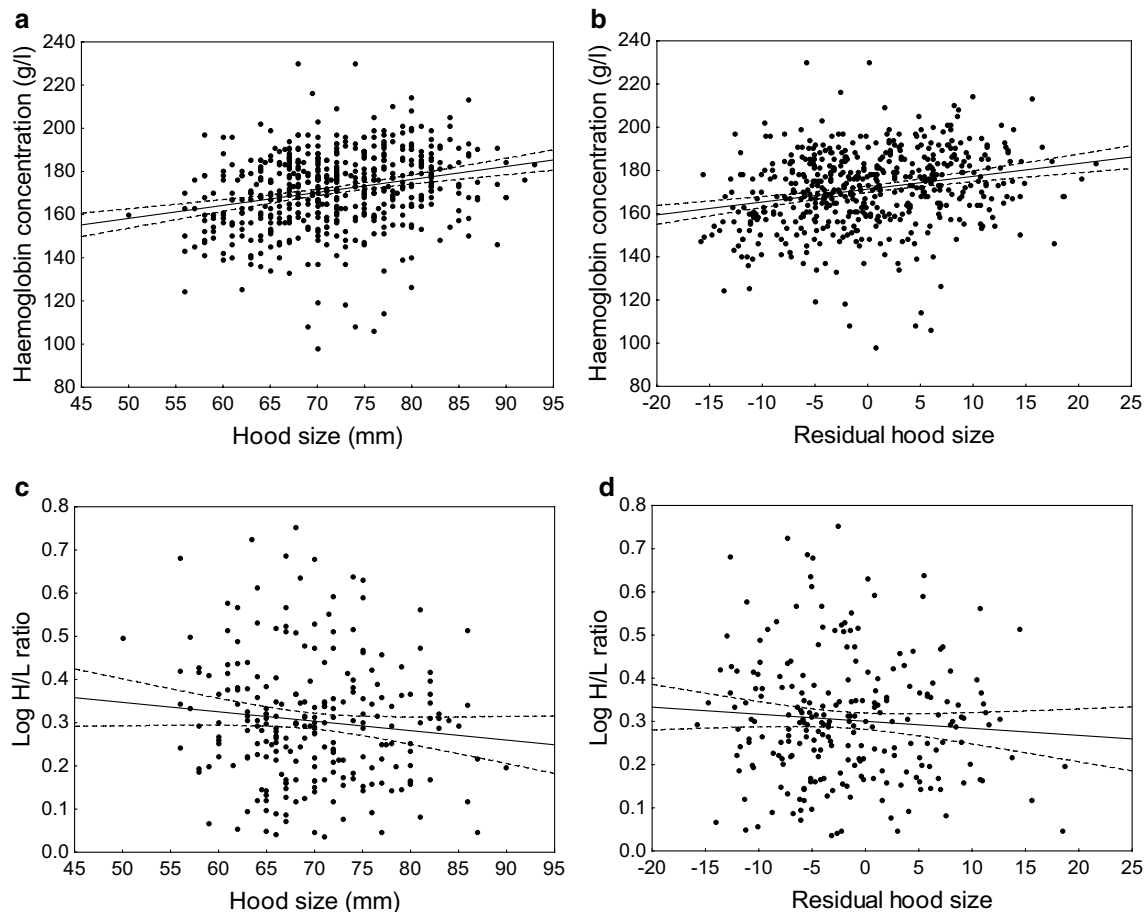 a
Haemoglobin concentration (g/l)
240
220
200
180
160
140
120
100
80
45 50 55 60 65 70 75 80 85 90 95
Hood size (mm)
b
Haemoglobin concentration (g/l)
240
220
200
180
160
140
120
100
80
-20 -15 -10 -5 0 5 10 15 20 25
Residual hood size
c
Log H/L ratio
0.8
0.7
0.6
0.5
0.4
0.3
0.2
0.1
0.0
45 50 55 60 65 70 75 80 85 90 95
Hood size (mm)
d
Log H/L ratio
0.8
0.7
0.6
0.5
0.4
0.3
0.2
0.1
0.0
-20 -15 -10 -5 0 5 10 15 20 25
Residual hood size